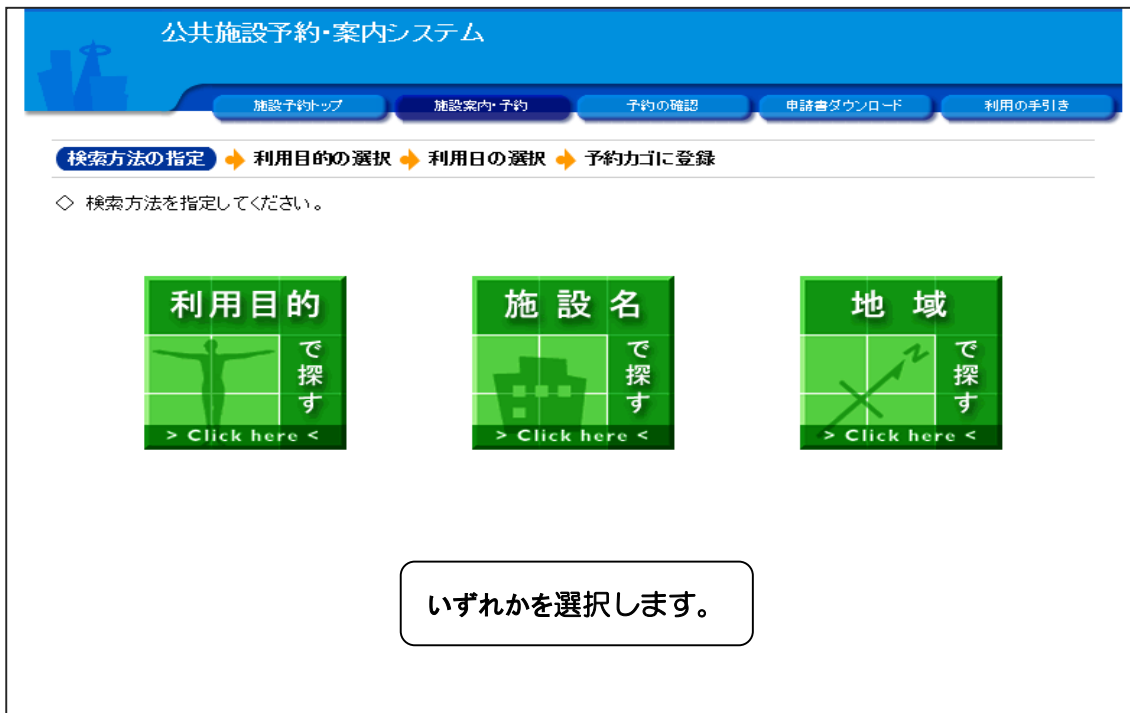 公共施設予約・案内システム
施設予約トップ 施設案内・予約 予約の確認 申請書ダウンロード 利用の手引き
検索方法の指定 利用目的の選択 利用日の選択 予約カゴに登録
◇ 検索方法を指定してください。
利用目的
で探す
> Click here <
施設名
で探す
> Click here <
地域
で探す
> Click here <
いずれかを選択します。